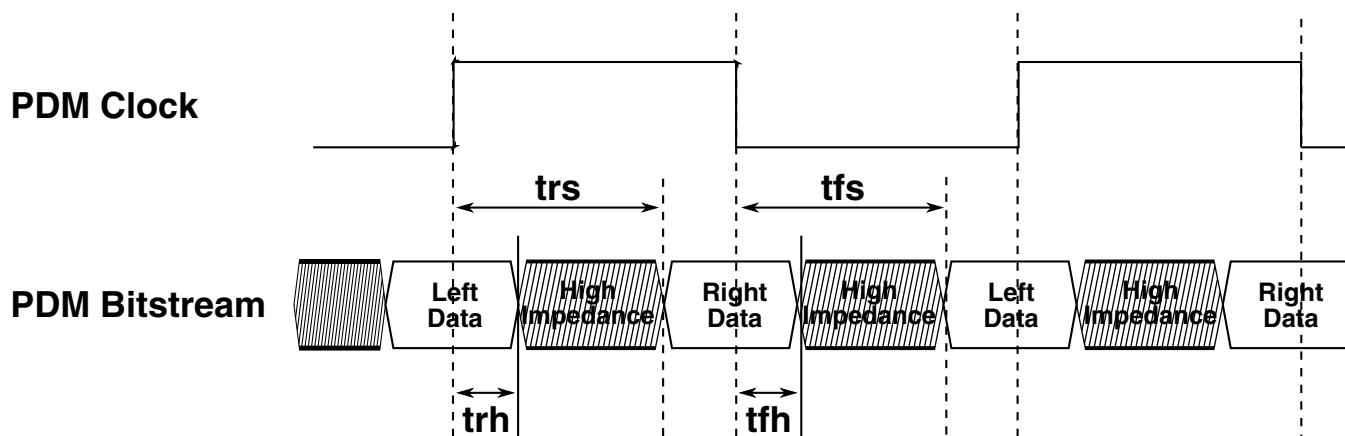 PDM Clock
trs
tfs
PDM Bitstream
Left
Data
High
Impedance
Right
Data
High
Impedance
Left
Data
High
Impedance
Right
Data
trh
tfh